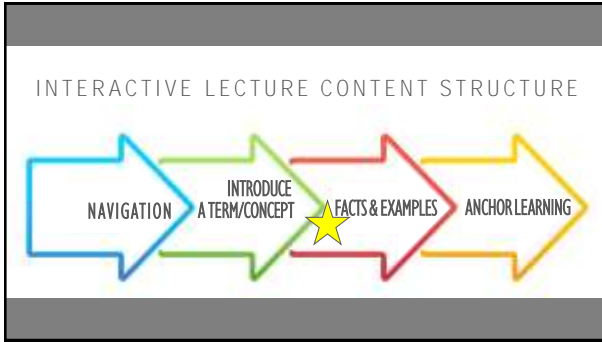 INTERACTIVE LECTURE CONTENT STRUCTURE
NAVIGATION
INTRODUCE
A TERM/CONCEPT
FACTS & EXAMPLES
ANCHOR LEARNING